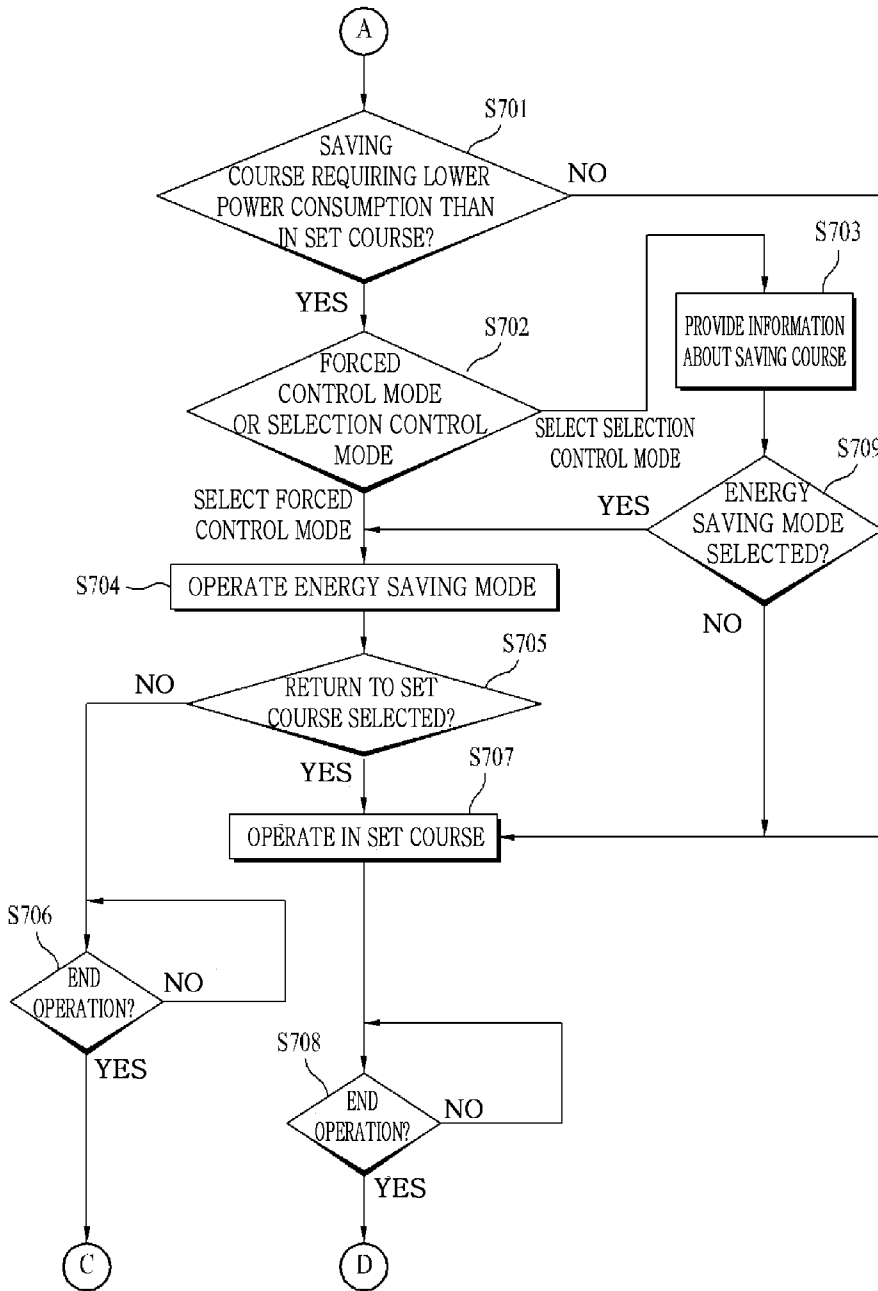 A
S701
SAVING
COURSE REQUIRING LOWER
POWER CONSUMPTION THAN
IN SET COURSE?
NO
YES
S703
PROVIDE INFORMATION
ABOUT SAVING COURSE
S702
FORCED
CONTROL MODE
OR SELECTION CONTROL
MODE
SELECT SELECTION
CONTROL MODE
SELECT FORCED
CONTROL MODE
S709
ENERGY
SAVING MODE
SELECTED?
YES
NO
S704
OPERATE ENERGY SAVING MODE
S705
RETURN TO SET
COURSE SELECTED?
NO
YES
S707
OPERATE IN SET COURSE
S706
END
OPERATION?
NO
YES
S708
END
OPERATION?
NO
YES
C
D